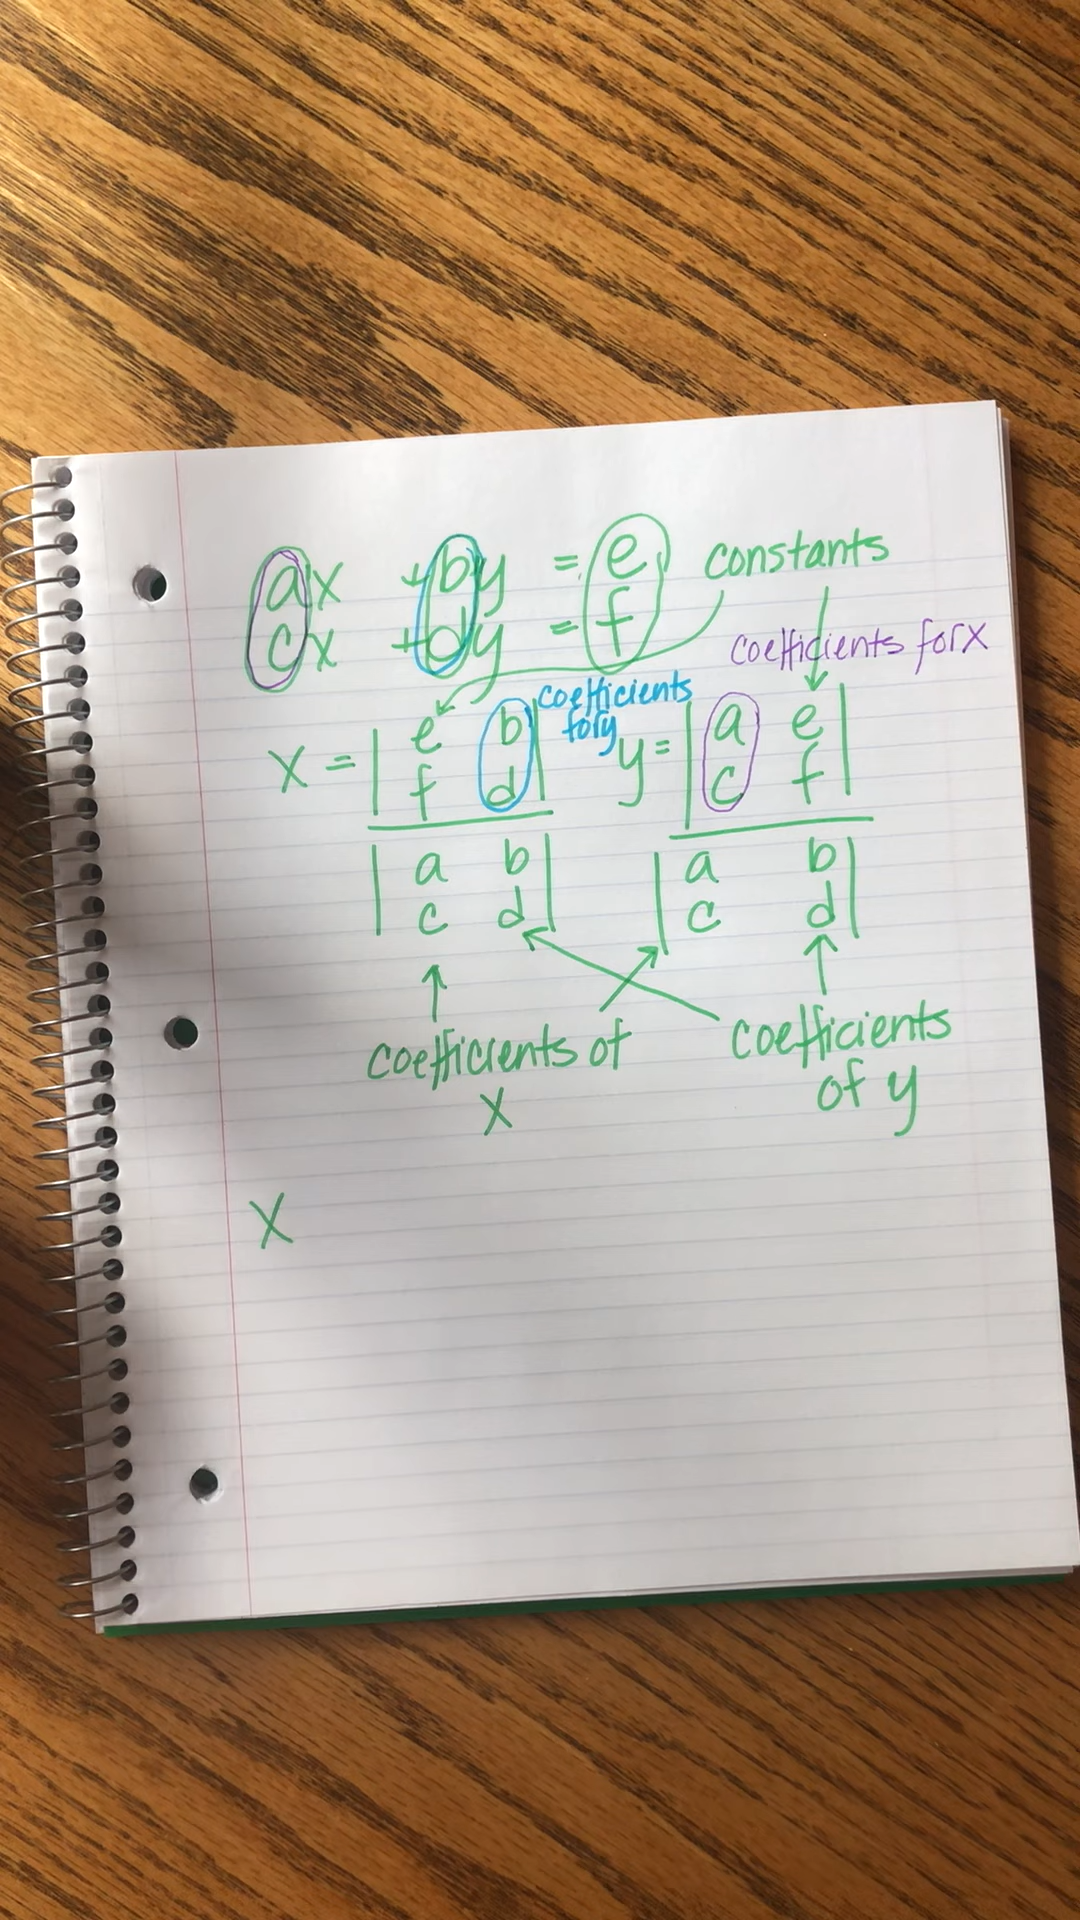 ax +by = e constants
cx +dy = f
coefficients for x
coefficients
for y
x = | e b | y = | a e |
| f d | | c f |
| a b | | a b |
| c d | | c d |
coefficients of coefficients
x of y
X